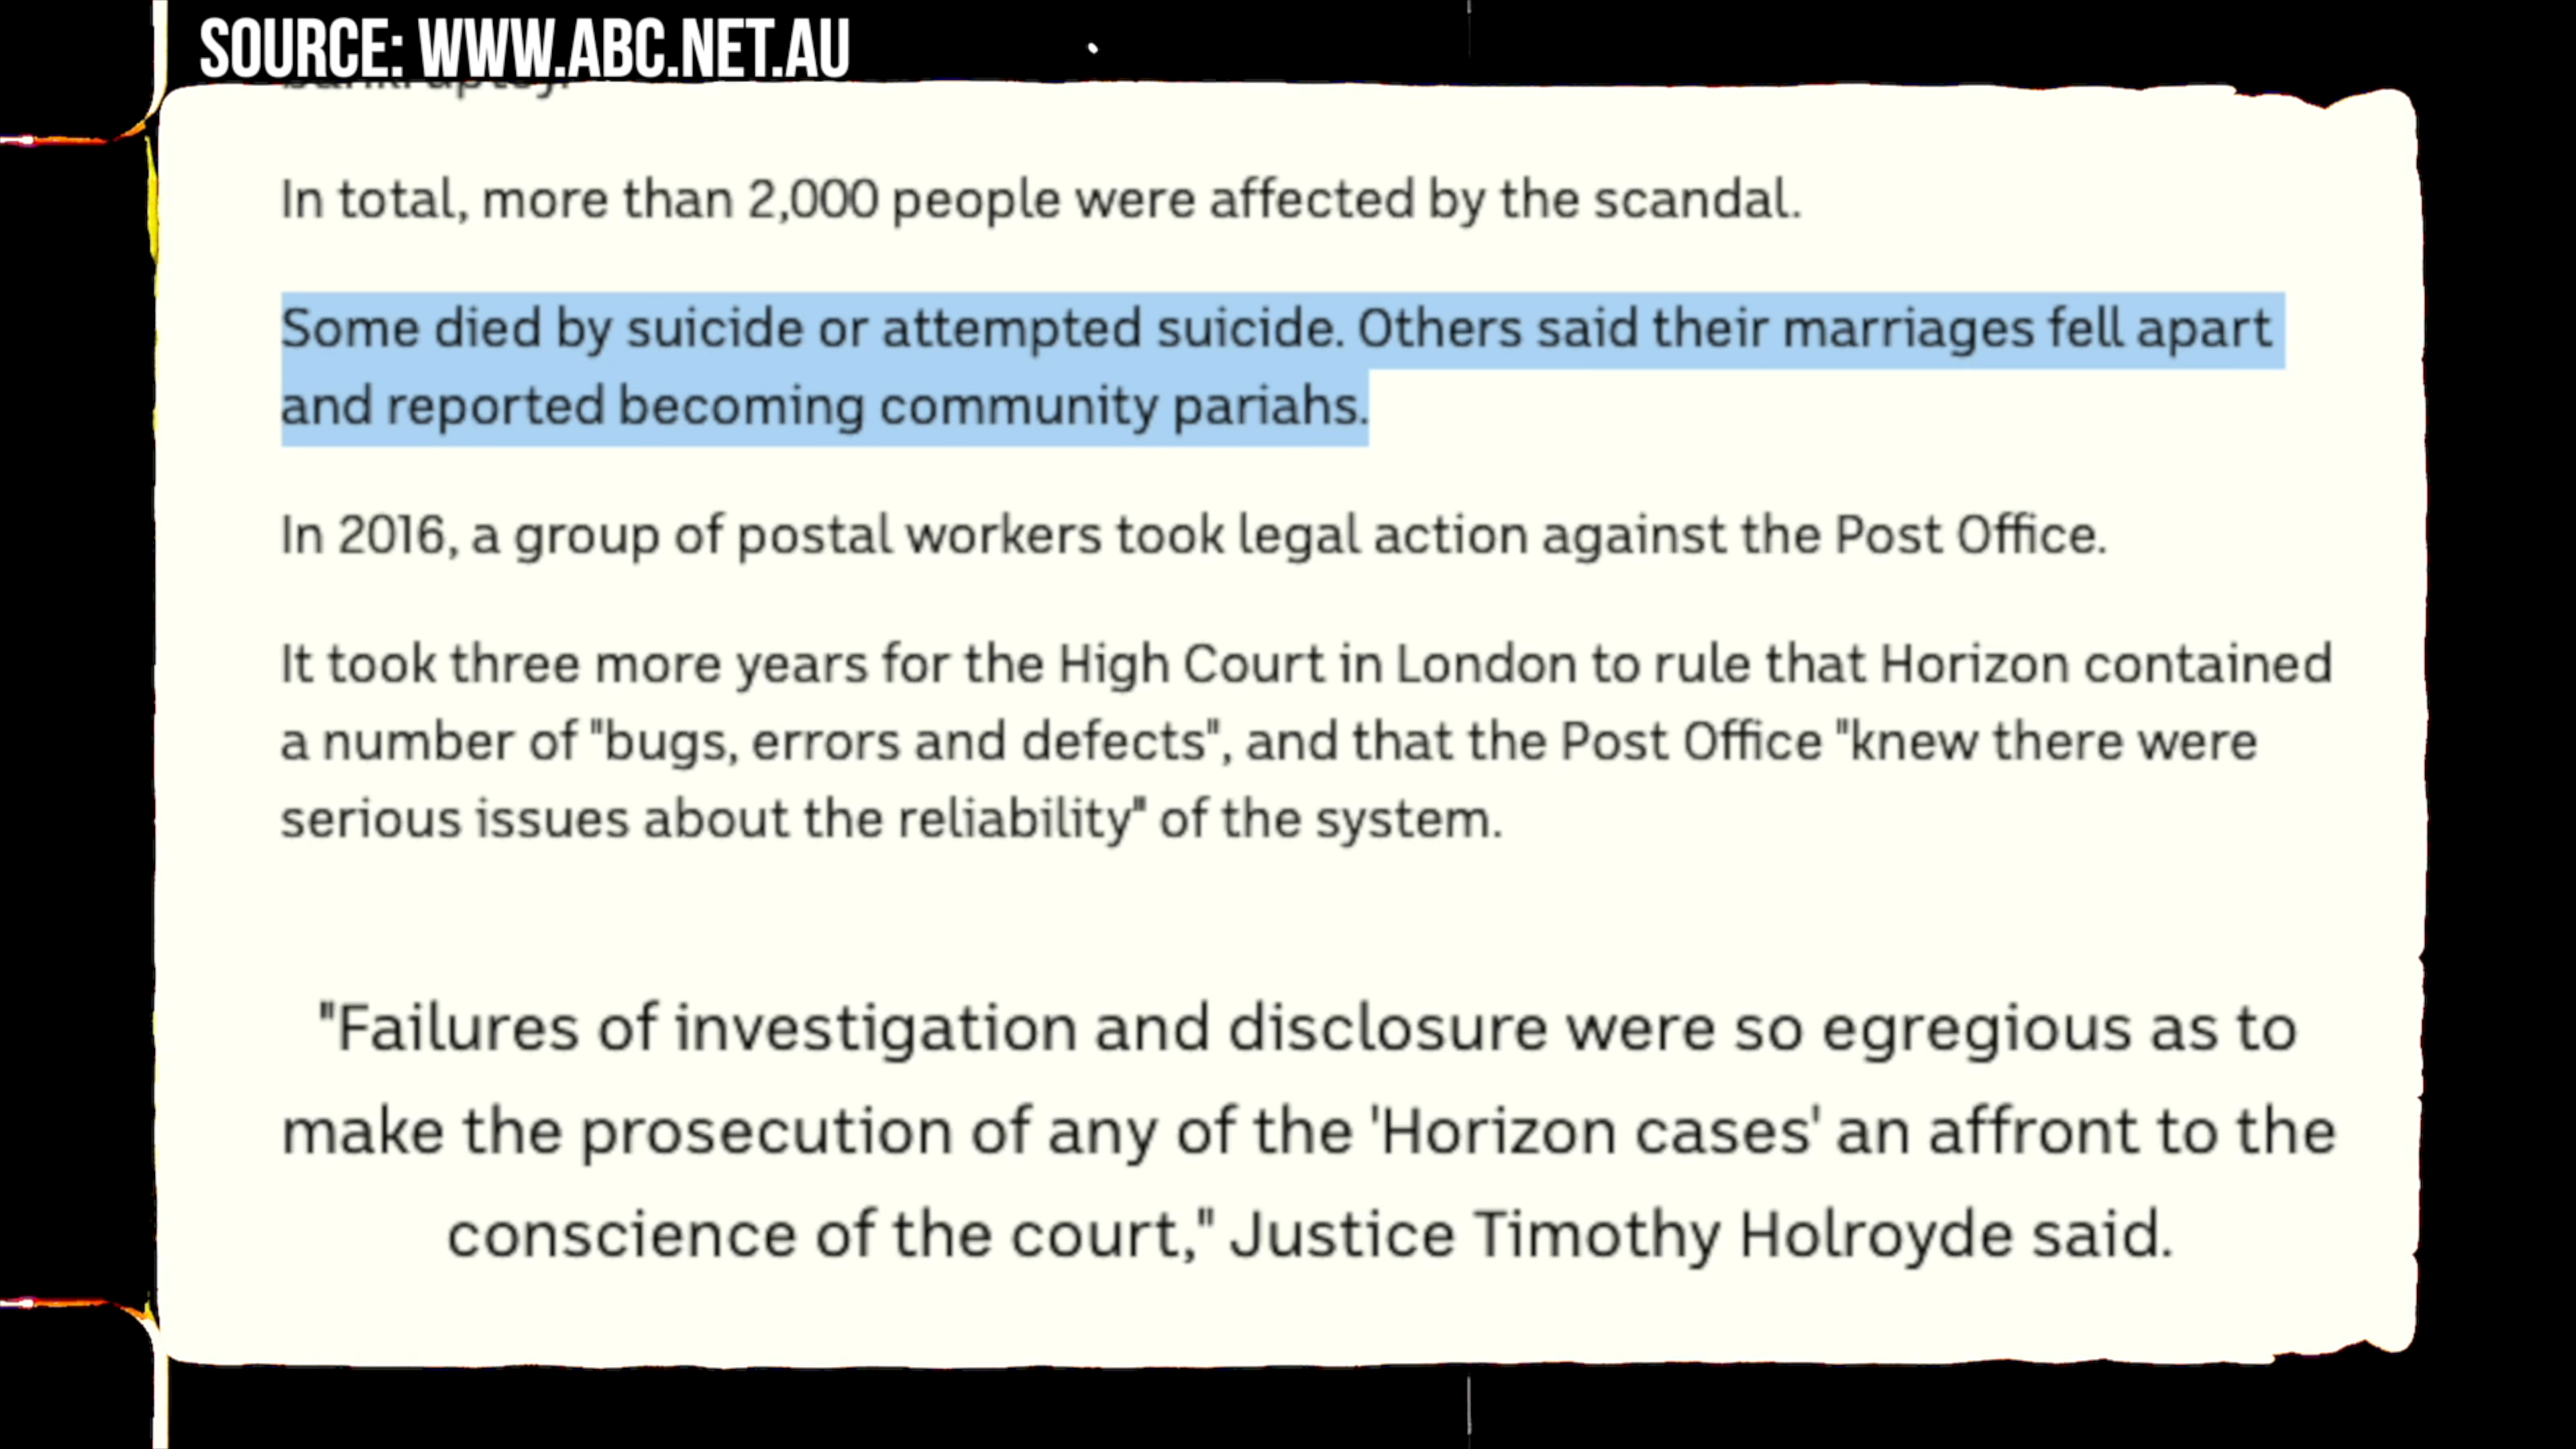 SOURCE: WWW.ABC.NET.AU
In total, more than 2,000 people were affected by the scandal.
Some died by suicide or attempted suicide. Others said their marriages fell apart
and reported becoming community pariahs.
In 2016, a group of postal workers took legal action against the Post Office.
It took three more years for the High Court in London to rule that Horizon contained
a number of "bugs, errors and defects", and that the Post Office "knew there were
serious issues about the reliability" of the system.
"Failures of investigation and disclosure were so egregious as to
make the prosecution of any of the 'Horizon cases' an affront to the
conscience of the court," Justice Timothy Holroyde said.